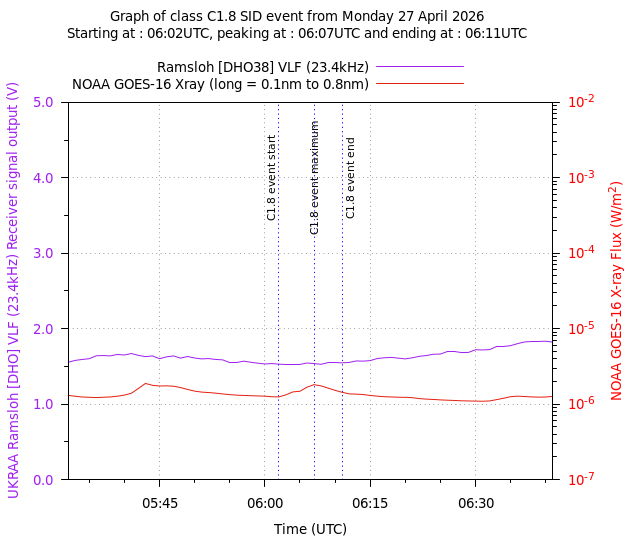 Graph of class C1.8 SID event from Monday 27 April 2026
Starting at : 06:02UTC, peaking at : 06:07UTC and ending at : 06:11UTC
Ramsloh [DHO38] VLF (23.4kHz)
NOAA GOES-16 Xray (long = 0.1nm to 0.8nm)
UKRAA Ramsloh [DHO] VLF (23.4kHz) Receiver signal output (V)
5.0
4.0
3.0
2.0
1.0
0.0
C1.8 event start
C1.8 event maximum
C1.8 event end
10^-2
10^-3
10^-4
10^-5
10^-6
10^-7
NOAA GOES-16 X-ray Flux (W/m²)
05:45 06:00 06:15 06:30
Time (UTC)